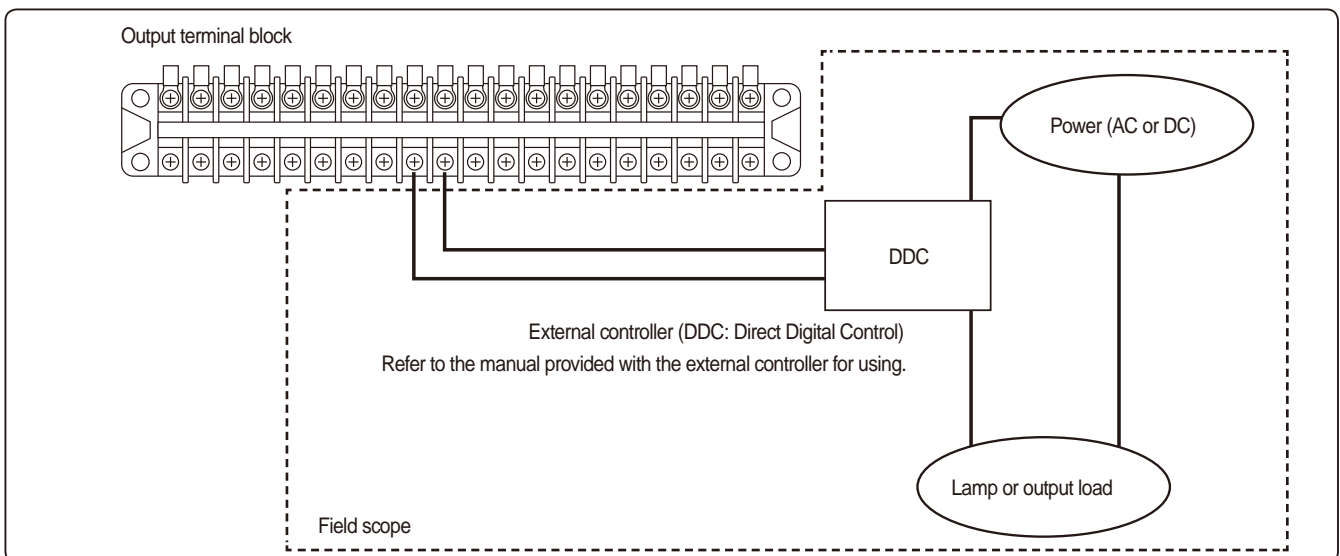 Output terminal block
Power (AC or DC)
DDC
External controller (DDC: Direct Digital Control)
Refer to the manual provided with the external controller for using.
Lamp or output load
Field scope